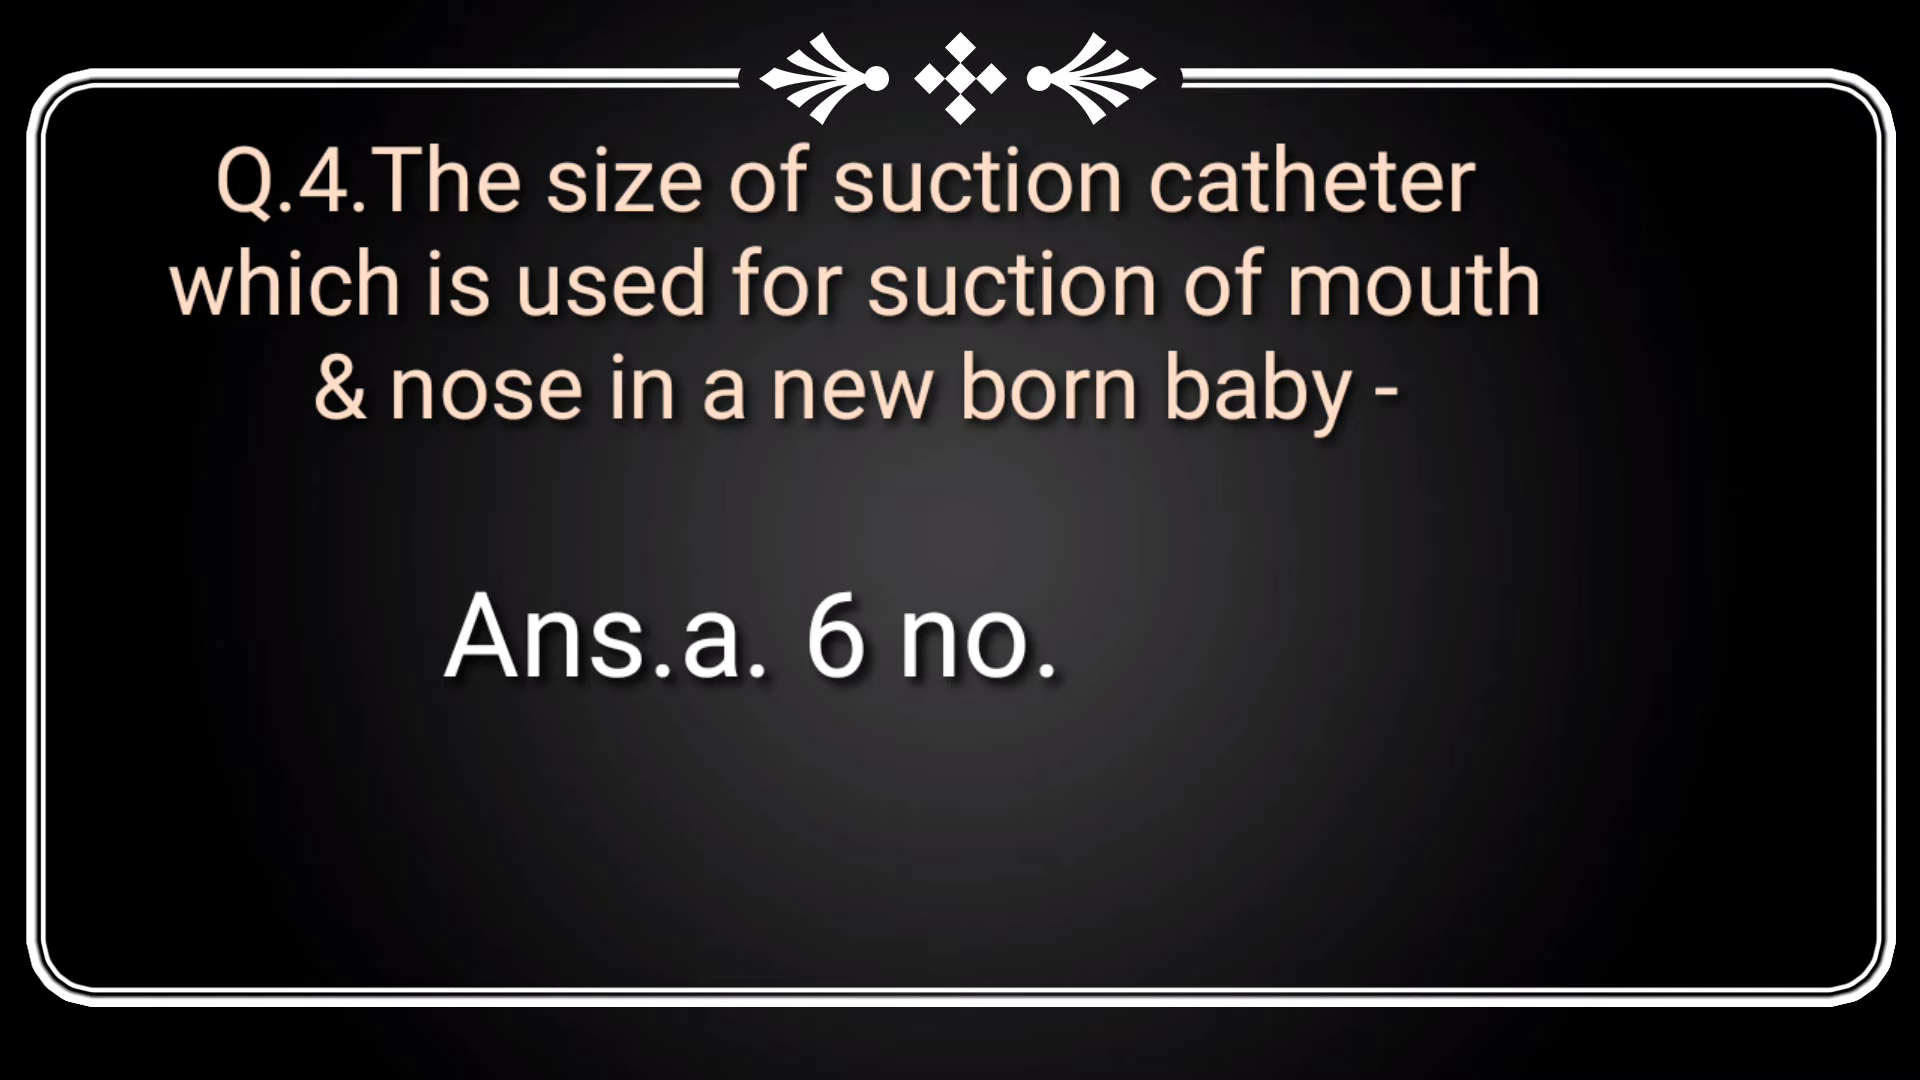 Q.4.The size of suction catheter
which is used for suction of mouth
& nose in a new born baby -
Ans.a. 6 no.